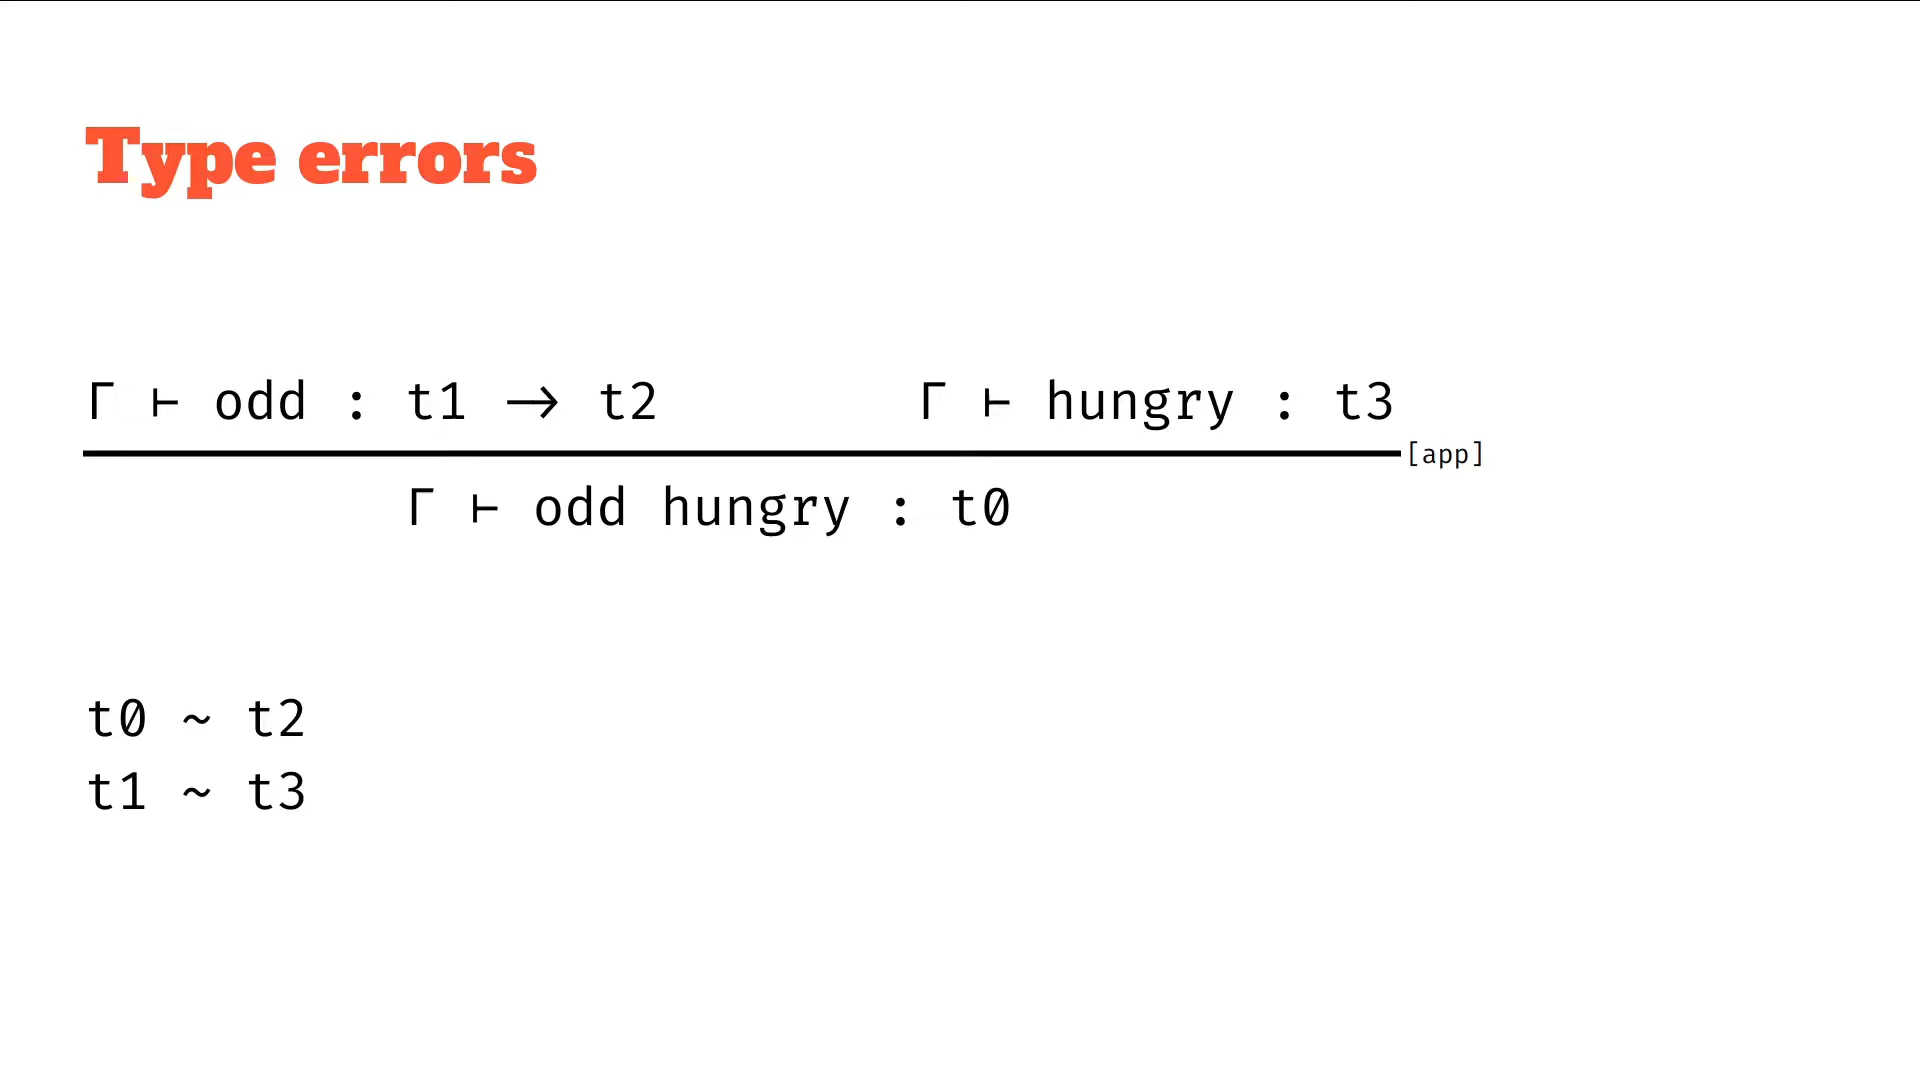 Type errors
Γ ⊢ odd : t1 → t2 Γ ⊢ hungry : t3
[app]
Γ ⊢ odd hungry : t0
t0 ~ t2
t1 ~ t3